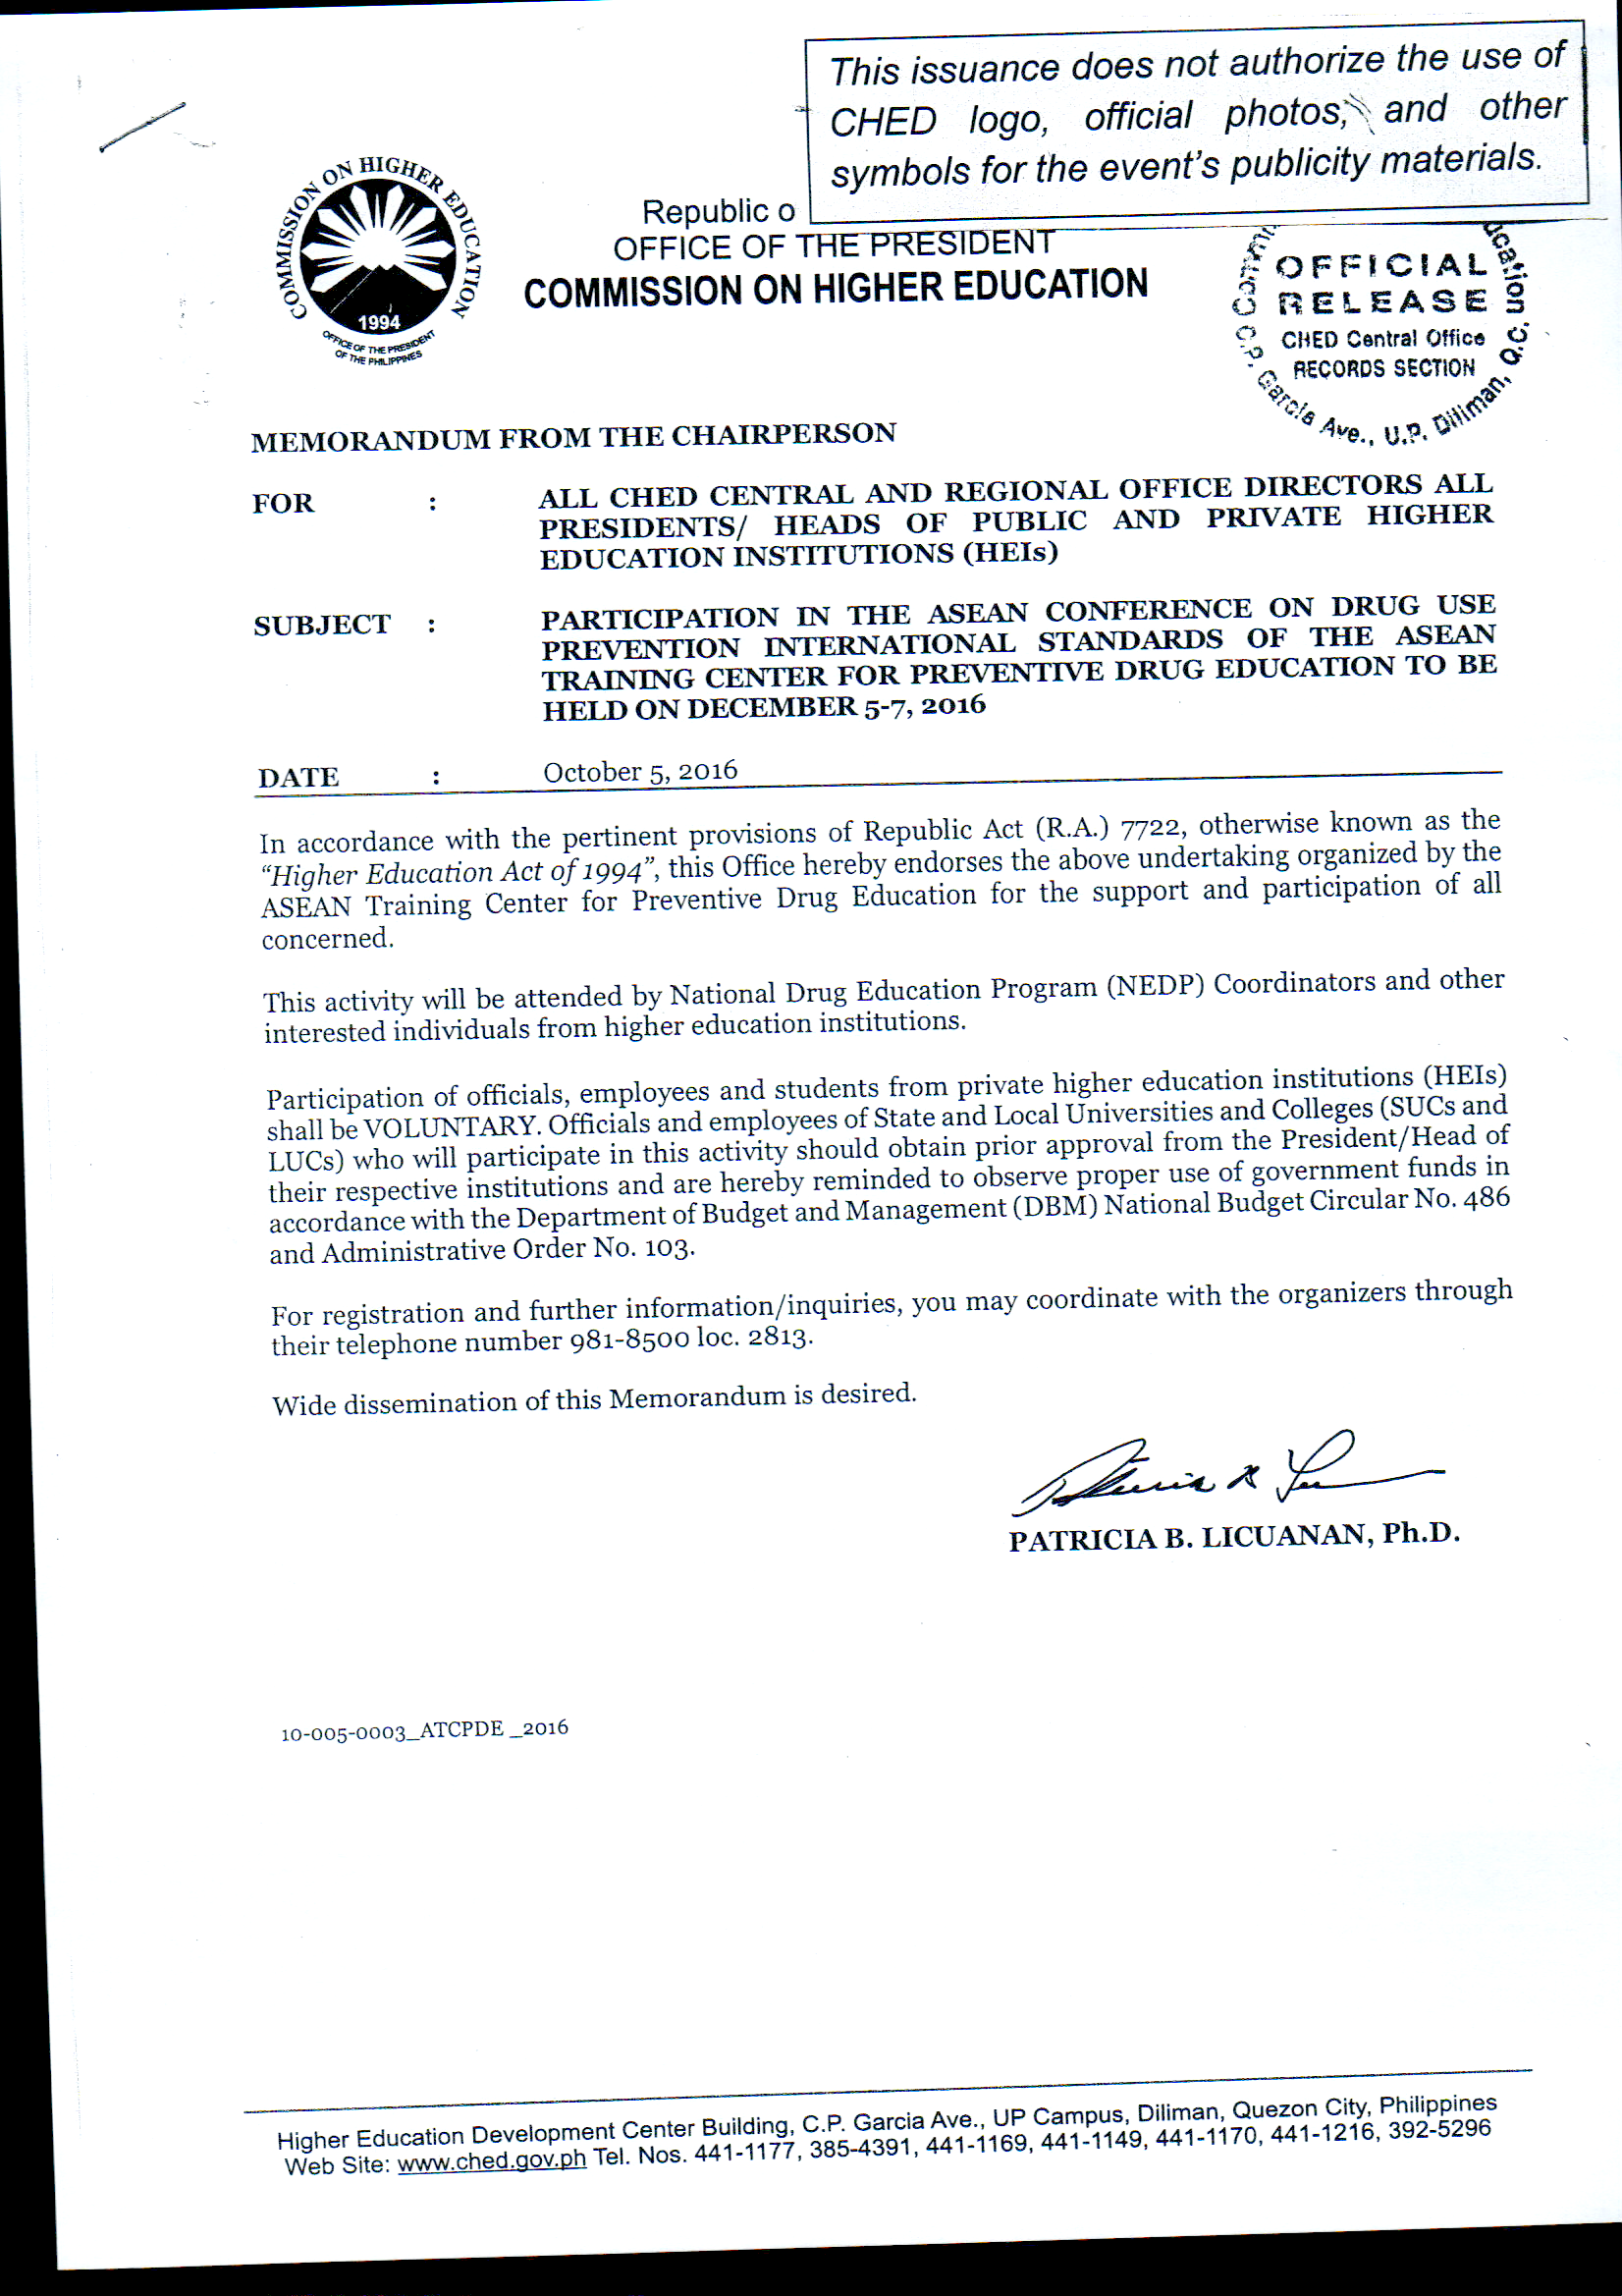 This issuance does not authorize the use of
CHED logo, official photos, and other
symbols for the event's publicity materials.
COMMISSION ON HIGHER EDUCATION
1994
OFFICE OF THE PRESIDENT
OF THE PHILIPPINES
Republic o
OFFICE OF THE PRESIDENT
COMMISSION ON HIGHER EDUCATION
OFFICIAL
RELEASE
CHED Central Office
RECORDS SECTION
C.P. Garcia Ave., U.P. Diliman, Q.C.
MEMORANDUM FROM THE CHAIRPERSON
FOR : ALL CHED CENTRAL AND REGIONAL OFFICE DIRECTORS ALL
PRESIDENTS/ HEADS OF PUBLIC AND PRIVATE HIGHER
EDUCATION INSTITUTIONS (HEIs)
SUBJECT : PARTICIPATION IN THE ASEAN CONFERENCE ON DRUG USE
PREVENTION INTERNATIONAL STANDARDS OF THE ASEAN
TRAINING CENTER FOR PREVENTIVE DRUG EDUCATION TO BE
HELD ON DECEMBER 5-7, 2016
DATE : October 5, 2016
In accordance with the pertinent provisions of Republic Act (R.A.) 7722, otherwise known as the
“Higher Education Act of 1994”, this Office hereby endorses the above undertaking organized by the
ASEAN Training Center for Preventive Drug Education for the support and participation of all
concerned.
This activity will be attended by National Drug Education Program (NEDP) Coordinators and other
interested individuals from higher education institutions.
Participation of officials, employees and students from private higher education institutions (HEIs)
shall be VOLUNTARY. Officials and employees of State and Local Universities and Colleges (SUCs and
LUCs) who will participate in this activity should obtain prior approval from the President/Head of
their respective institutions and are hereby reminded to observe proper use of government funds in
accordance with the Department of Budget and Management (DBM) National Budget Circular No. 486
and Administrative Order No. 103.
For registration and further information/inquiries, you may coordinate with the organizers through
their telephone number 981-8500 loc. 2813.
Wide dissemination of this Memorandum is desired.
PATRICIA B. LICUANAN, Ph.D.
10-005-0003_ATCPDE _2016
Higher Education Development Center Building, C.P. Garcia Ave., UP Campus, Diliman, Quezon City, Philippines
Web Site: www.ched.gov.ph Tel. Nos. 441-1177, 385-4391, 441-1169, 441-1149, 441-1170, 441-1216, 392-5296